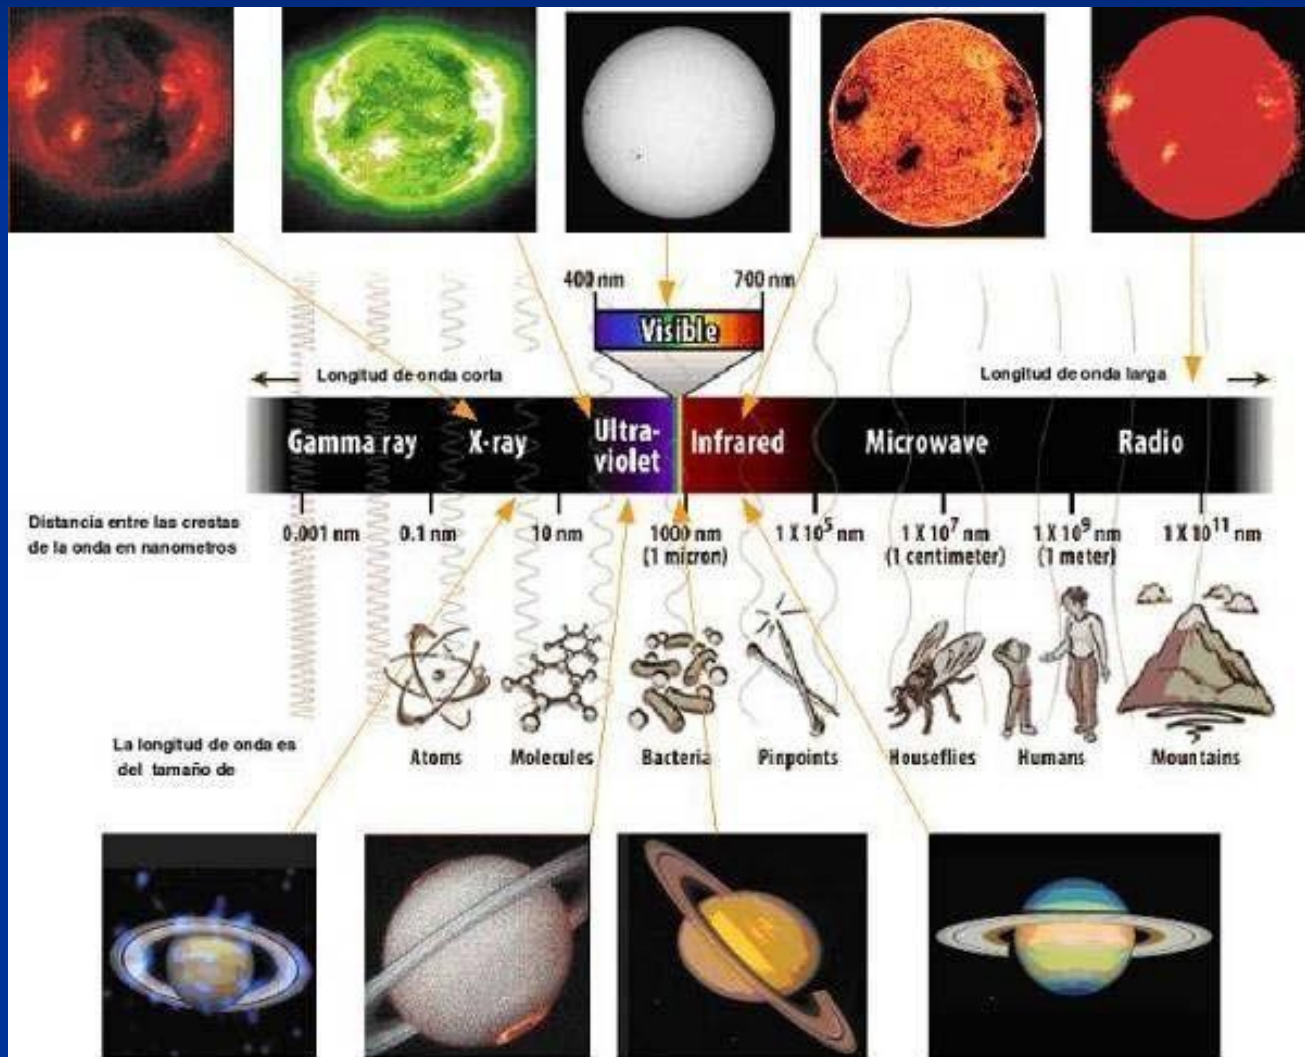 400 nm
700 nm
Visible
Longitud de onda corta
Longitud de onda larga
Gamma ray
X-ray
Ultra-
violet
Infrared
Microwave
Radio
Distancia entre las crestas
de la onda en nanometros
0.001 nm
0.1 nm
10 nm
1000 nm
(1 micron)
1 X 10⁵ nm
1 X 10⁷ nm
(1 centimeter)
1 X 10⁹ nm
(1 meter)
1 X 10¹¹ nm
La longitud de onda es
del tamaño de
Atoms
Molecules
Bacteria
Pinpoints
Houseflies
Humans
Mountains